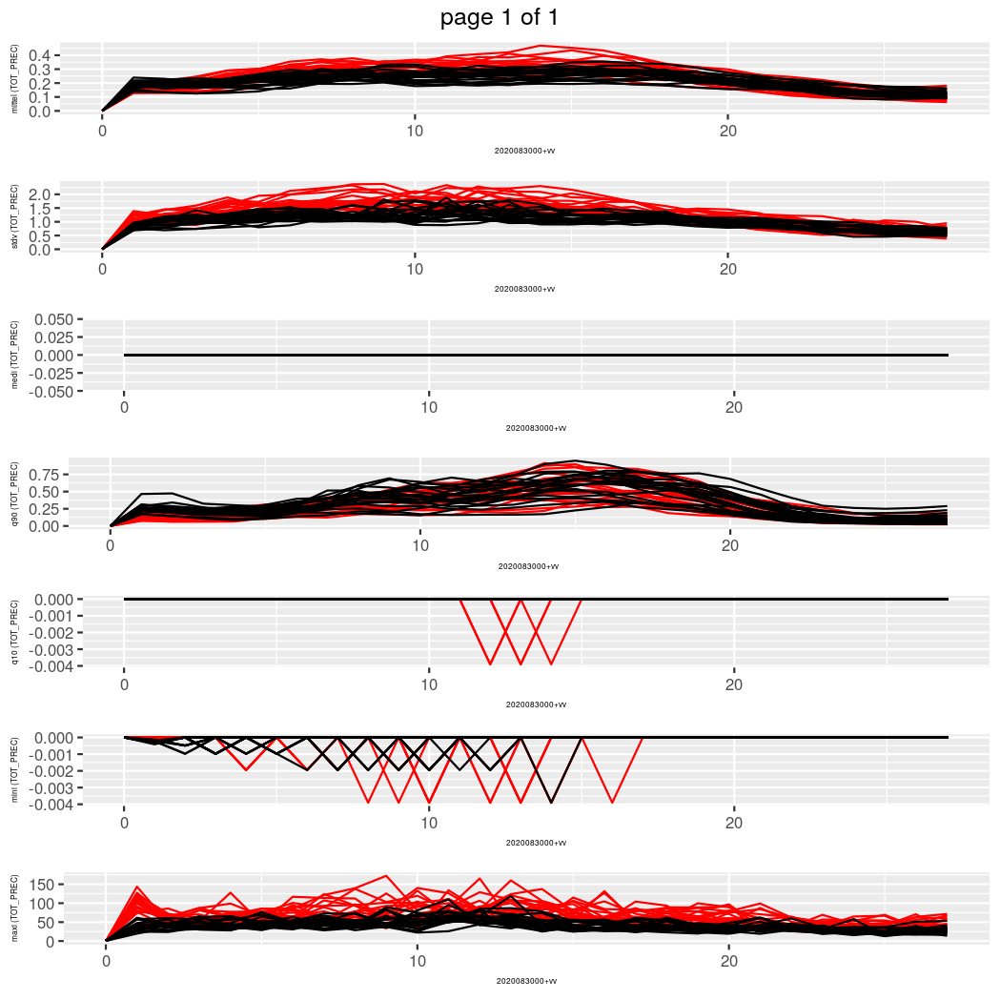 page 1 of 1
mittel (TOT_PREC)
0.4
0.3
0.2
0.1
0.0
0 10 20
2020083000+vv
stdv (TOT_PREC)
2.0
1.5
1.0
0.5
0.0
0 10 20
2020083000+vv
medi (TOT_PREC)
0.050
0.025
0.000
-0.025
-0.050
0 10 20
2020083000+vv
q90 (TOT_PREC)
0.75
0.50
0.25
0.00
0 10 20
2020083000+vv
q10 (TOT_PREC)
0.000
-0.001
-0.002
-0.003
-0.004
0 10 20
2020083000+vv
mini (TOT_PREC)
0.000
-0.001
-0.002
-0.003
-0.004
0 10 20
2020083000+vv
maxi (TOT_PREC)
150
100
50
0
0 10 20
2020083000+vv